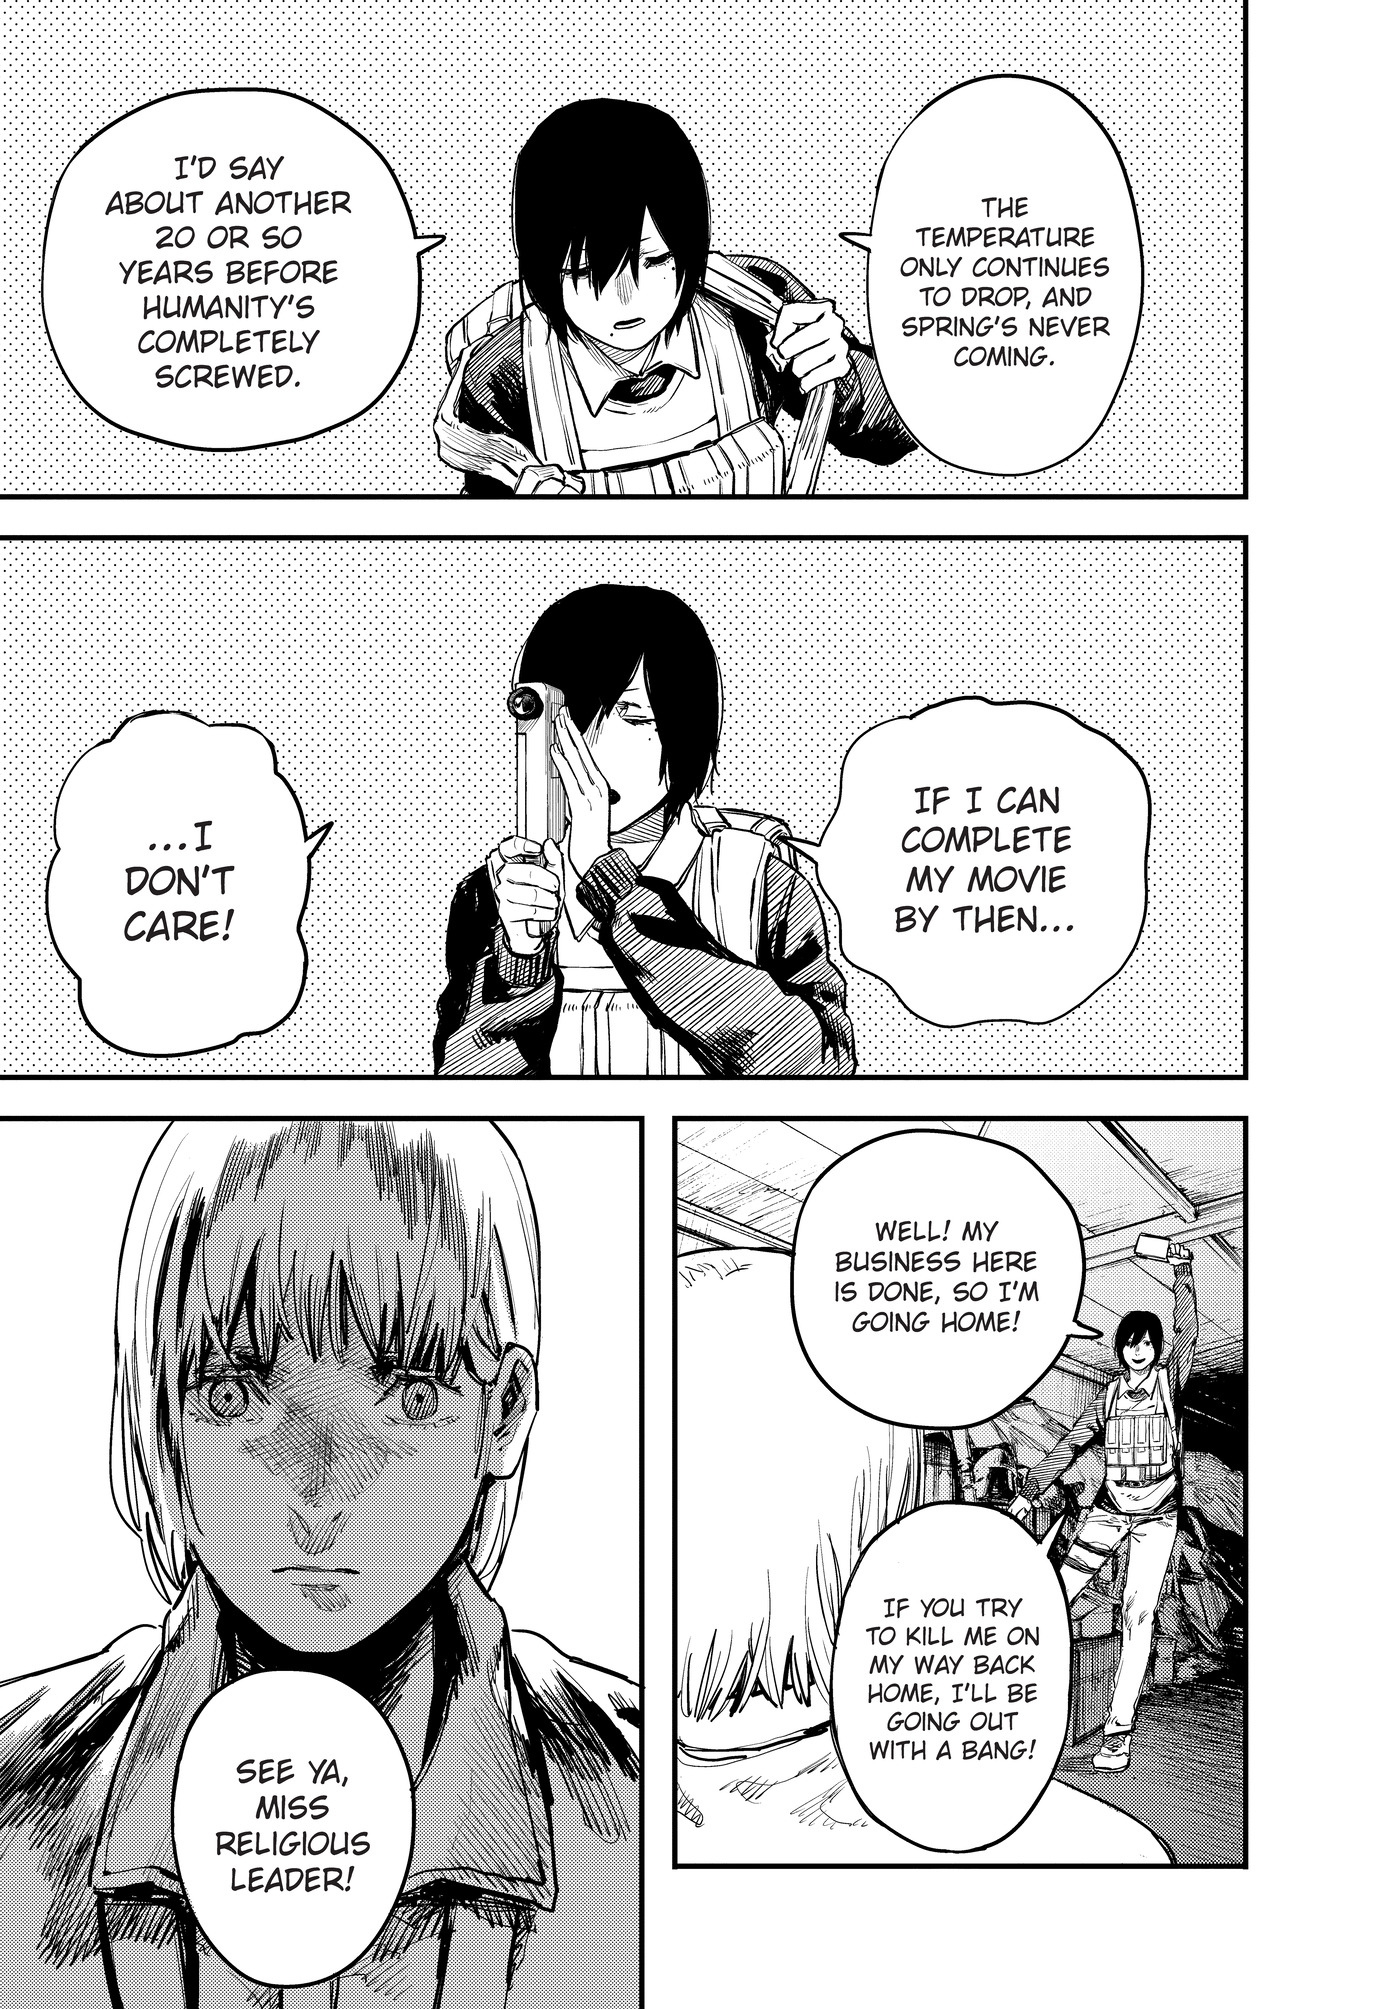 THE
TEMPERATURE
ONLY CONTINUES
TO DROP, AND
SPRING'S NEVER
COMING.
I'D SAY
ABOUT ANOTHER
20 OR SO
YEARS BEFORE
HUMANITY'S
COMPLETELY
SCREWED.
IF I CAN
COMPLETE
MY MOVIE
BY THEN...
...I
DON'T
CARE!
WELL! MY
BUSINESS HERE
IS DONE, SO I'M
GOING HOME!
IF YOU TRY
TO KILL ME ON
MY WAY BACK
HOME, I'LL BE
GOING OUT
WITH A BANG!
SEE YA,
MISS
RELIGIOUS
LEADER!